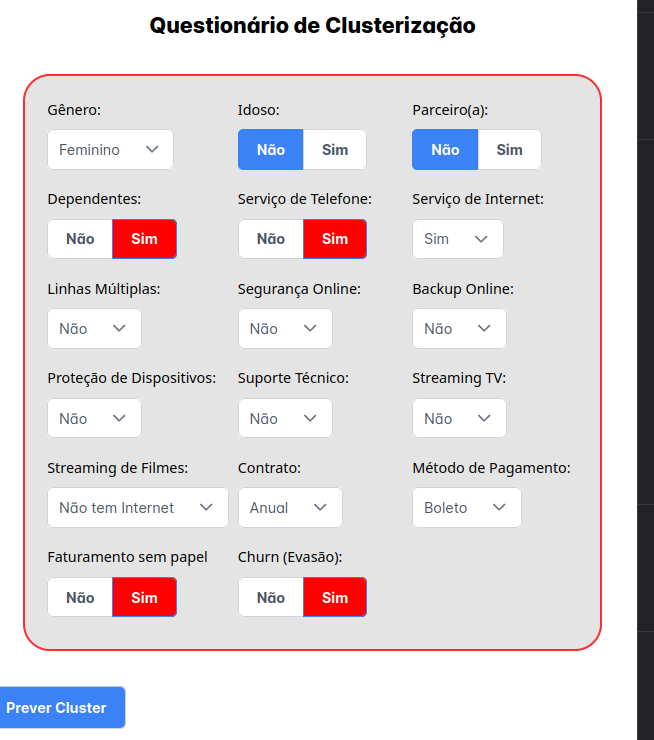 Questionário de Clusterização
Gênero: Idoso: Parceiro(a):
Feminino Não Sim Não Sim
Dependentes: Serviço de Telefone: Serviço de Internet:
Não Sim Não Sim Sim
Linhas Múltiplas: Segurança Online: Backup Online:
Não Não Não
Proteção de Dispositivos: Suporte Técnico: Streaming TV:
Não Não Não
Streaming de Filmes: Contrato: Método de Pagamento:
Não tem Internet Anual Boleto
Faturamento sem papel Churn (Evasão):
Não Sim Não Sim
Prever Cluster